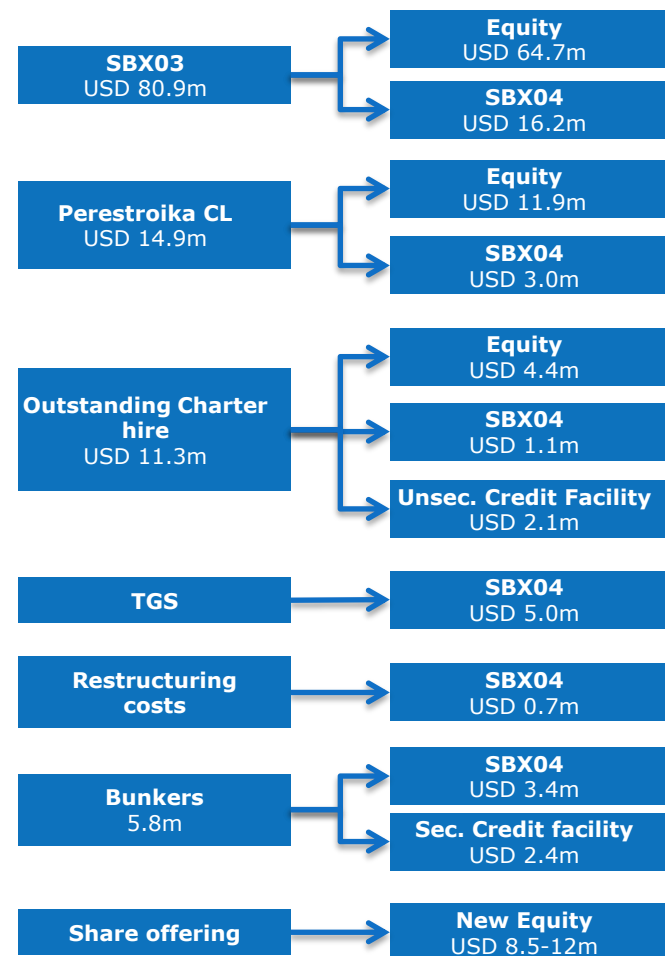 SBX03
USD 80.9m
Equity
USD 64.7m
SBX04
USD 16.2m
Perestroika CL
USD 14.9m
Equity
USD 11.9m
SBX04
USD 3.0m
Outstanding Charter
hire
USD 11.3m
Equity
USD 4.4m
SBX04
USD 1.1m
Unsec. Credit Facility
USD 2.1m
TGS
SBX04
USD 5.0m
Restructuring
costs
SBX04
USD 0.7m
Bunkers
5.8m
SBX04
USD 3.4m
Sec. Credit facility
USD 2.4m
Share offering
New Equity
USD 8.5-12m